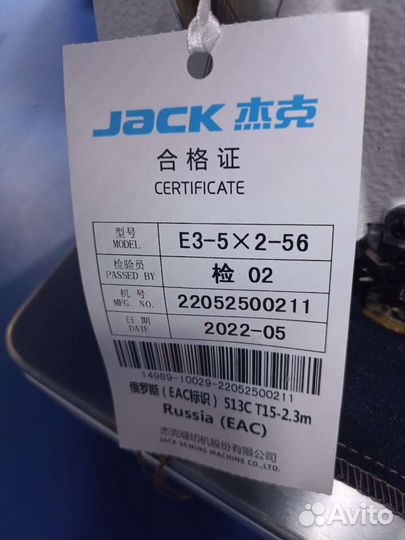 JACK 杰克
合格证
CERTIFICATE
型号 MODEL E3-5×2-56
检验员 PASSED BY 检 02
机号 MFG. NO. 22052500211
日期 DATE 2022-05
14989-10029-22052500211
俄罗斯(EAC标识) 513C T15-2.3m
Russia (EAC)
杰克缝纫机股份有限公司
JACK SEWING MACHINE CO.,LTD.
Avito